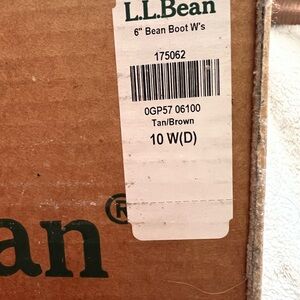 L.L.Bean
6" Bean Boot W's
175062
0GP57 06100
Tan/Brown
10 W(D)
an®